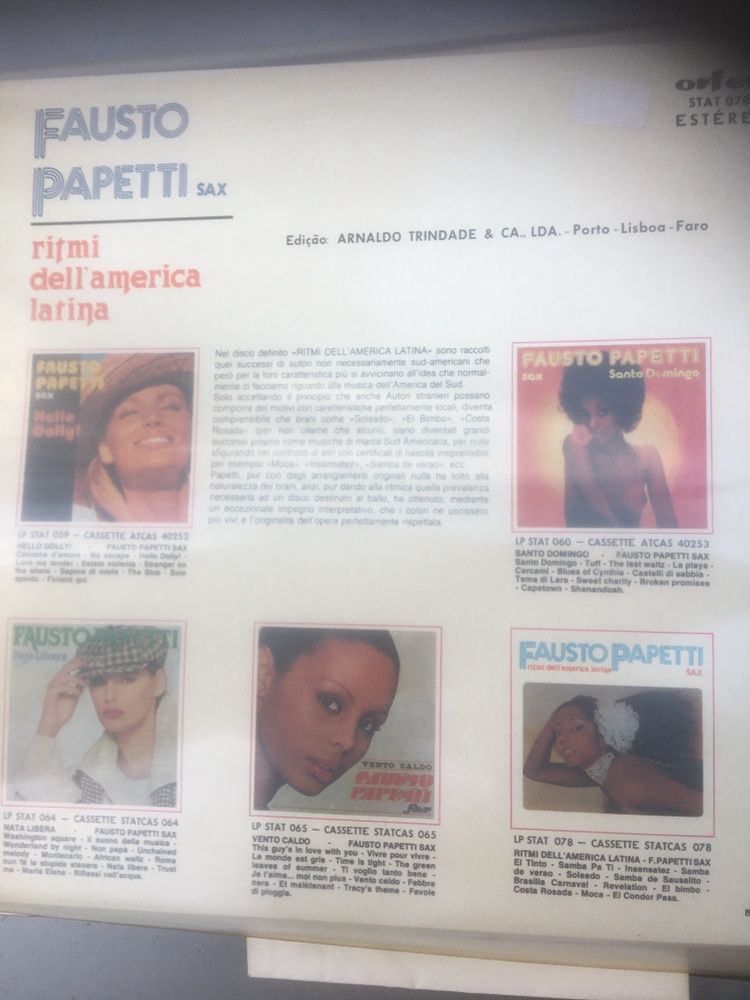 FAUSTO
PAPETTI SAX
orfe
STAT 078
ESTÉRE
Edição: ARNALDO TRINDADE & CA., LDA. - Porto - Lisboa - Faro
ritmi
dell'america
latina
Nel disco definito «RITMI DELL'AMERICA LATINA» sono raccolti
quei successi di autori non necessariamente sud-americani che
però per la loro caratteristica più si avvicinano all'idea che normal-
mente ci facciamo riguardo alla musica dell'America del Sud.
Solo accettando il principio che anche Autori stranieri possano
comporre dei motivi con caretteristiche perfettamente locali, diventa
comprensibile che brani come «Soleado», «El Bimbo», «Costa
Rosada» (per non citarne che alcuni), siano diventati grandi
successi proprio come musiche di marca Sud Americana, per nulla
sfigurando nei confronti di altri con certificati di nascita irreprensibili,
per esempio «Moca», «Insensatez», «Samba de verao», ecc.
Papetti, pur con degli arrangiamenti originali nulla ha tolto alla
naturalezza dei brani, anzi, pur dando alla ritmica quella prevalenza
necessaria ad un disco destinato al ballo, ha ottenuto, mediante
un eccezionale impegno interpretativo, che i colori ne uscissero
più vivi e l'originalità dell'opera perfettamente rispettata.
FAUSTO
PAPETTI
sax
Hello
Dolly!
LP STAT 059 — CASSETTE ATCAS 40252
HELLO DOLLY! - FAUSTO PAPETTI SAX
Canzone d'amore - No escape - Hello Dolly! -
Love me tender - Estate violenta - Stranger on
the shore - Sapore di miele - The Blob - Sole
spento - Finisce qui.
FAUSTO PAPETTI
sax Santo Domingo
LP STAT 060 — CASSETTE ATCAS 40253
SANTO DOMINGO - FAUSTO PAPETTI SAX
Santo Domingo - Tuff - The last waltz - La playa -
Cercami - Blues of Cynthia - Castelli di sabbia -
Tema di Lara - Sweet charity - Broken promises
- Capetown - Shenandoah.
FAUSTO PAPETTI
LP STAT 064 — CASSETTE STATCAS 064
NATA LIBERA - FAUSTO PAPETTI SAX
Washington square - Il suono della musica -
Wonderland by night - Non papà - Unchained
melody - Montecarlo - African waltz - Roma
nun fa la stupida stasera - Nata libera - Trust
me - Maria Elena - Riflessi nell'acqua.
VENTO CALDO
FAUSTO
PAPETTI
Sax
LP STAT 065 — CASSETTE STATCAS 065
VENTO CALDO - FAUSTO PAPETTI SAX
This guy's in love with you - Vivre pour vivre -
Le monde est gris - Time is tight - The green
leaves of summer - Ti voglio tanto bene -
Je t'aime... moi non plus - Vento caldo - Febbre
nera - Et maintenant - Tracy's theme - Favole
di pioggia.
FAUSTO PAPETTI
ritmi dell'america latina SAX
LP STAT 078 — CASSETTE STATCAS 078
RITMI DELL'AMERICA LATINA - F.PAPETTI SAX
El Tinto - Samba Pa Ti - Insensatez - Samba
de verao - Soleado - Samba de Sausalito -
Brasilia Carnaval - Revelation - El bimbo -
Costa Rosada - Moca - El Condor Pasa.